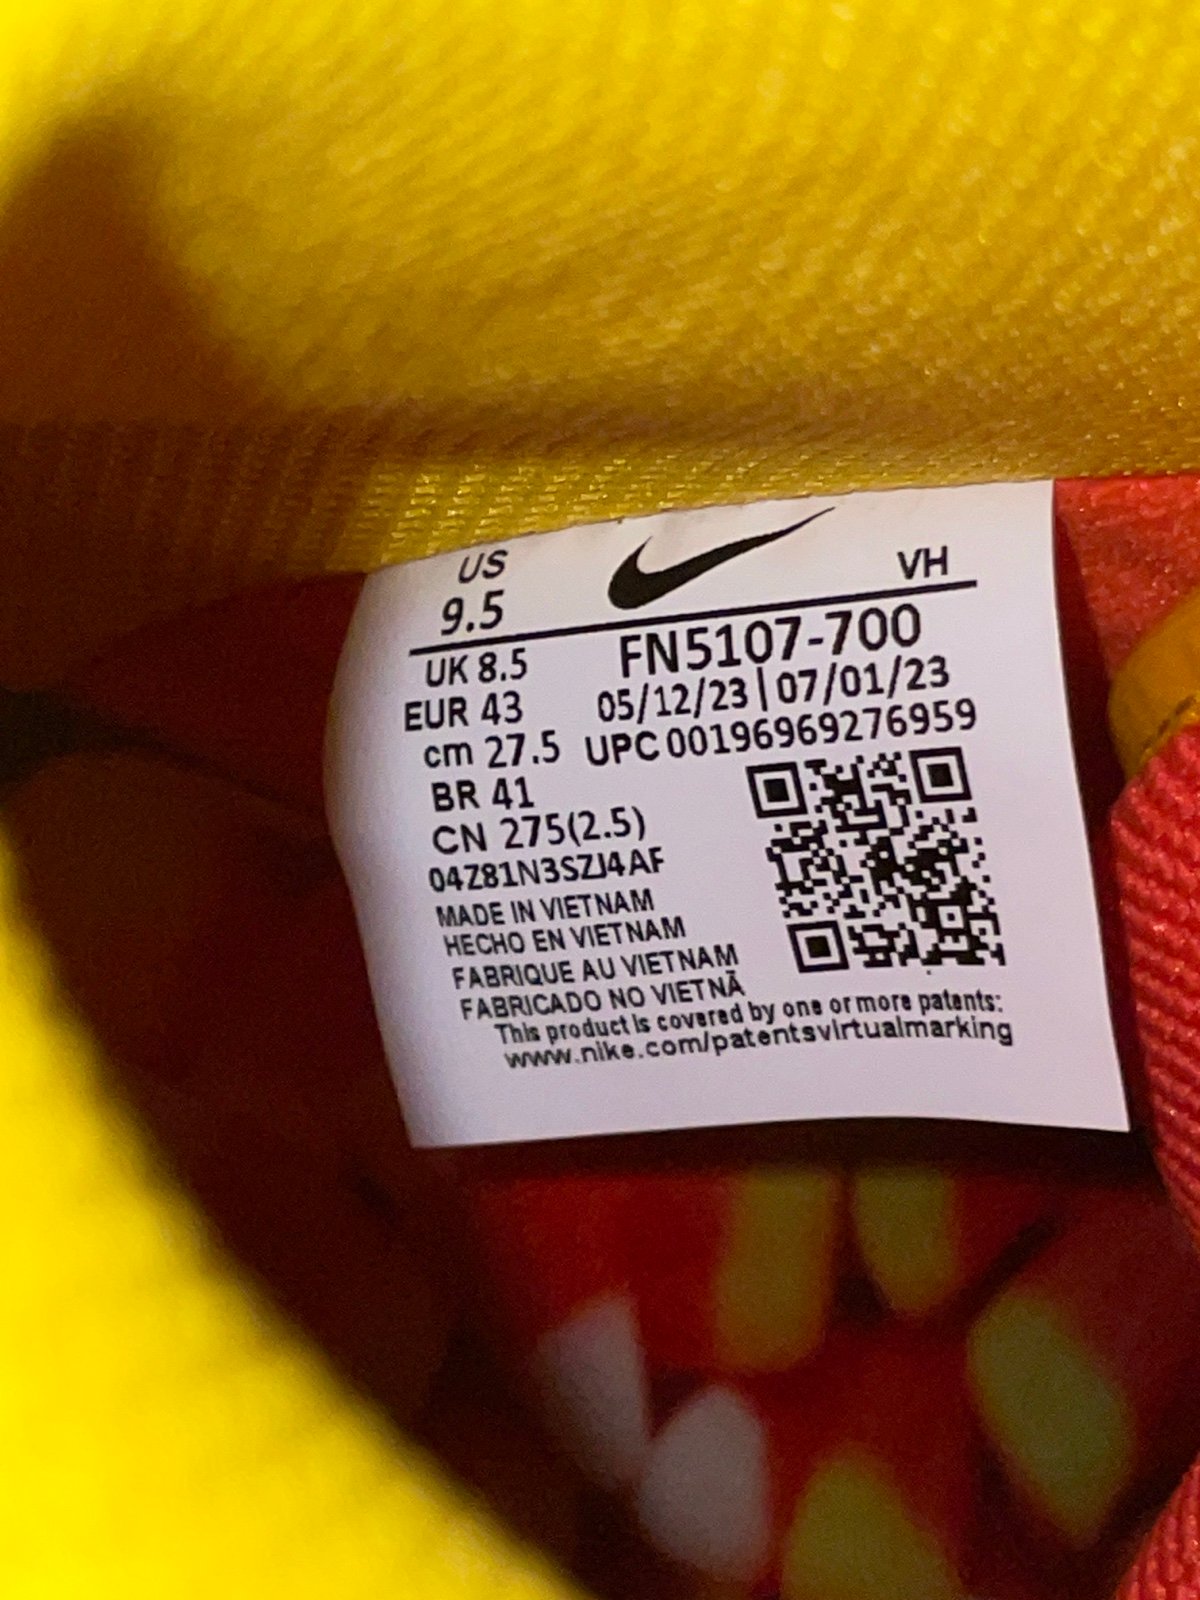 US
9.5
VH
UK 8.5
FN5107-700
EUR 43
05/12/23 | 07/01/23
cm 27.5
UPC 00196969276959
BR 41
CN 275(2.5)
04Z81N3SZJ4AF
MADE IN VIETNAM
HECHO EN VIETNAM
FABRIQUE AU VIETNAM
FABRICADO NO VIETNÃ
This product is covered by one or more patents:
www.nike.com/patentsvirtualmarking